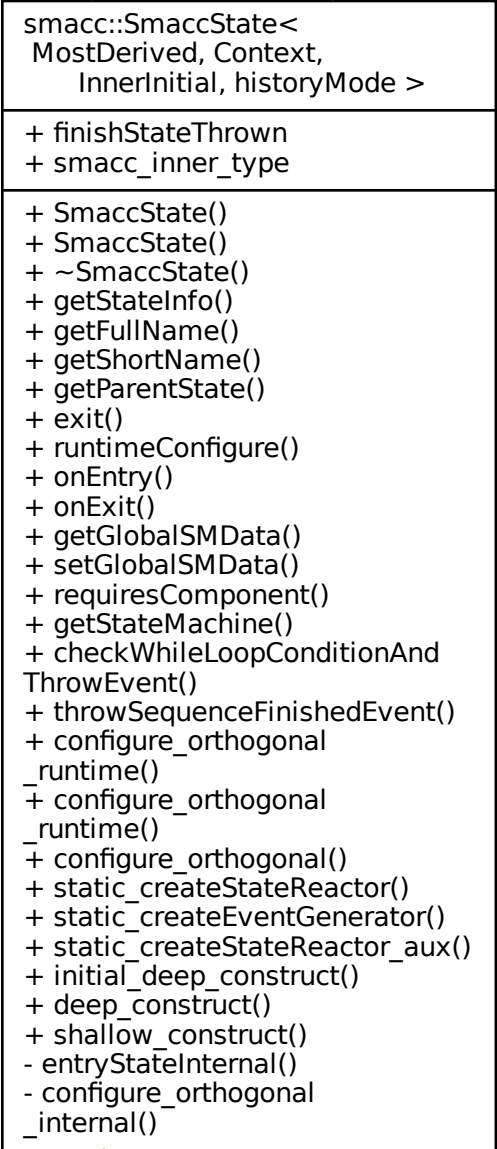 smacc::SmaccState<
MostDerived, Context,
InnerInitial, historyMode >
+ finishStateThrown
+ smacc_inner_type
+ SmaccState()
+ SmaccState()
+ ~SmaccState()
+ getStateInfo()
+ getFullName()
+ getShortName()
+ getParentState()
+ exit()
+ runtimeConfigure()
+ onEntry()
+ onExit()
+ getGlobalSMData()
+ setGlobalSMData()
+ requiresComponent()
+ getStateMachine()
+ checkWhileLoopConditionAnd
ThrowEvent()
+ throwSequenceFinishedEvent()
+ configure_orthogonal
_runtime()
+ configure_orthogonal
_runtime()
+ configure_orthogonal()
+ static_createStateReactor()
+ static_createEventGenerator()
+ static_createStateReactor_aux()
+ initial_deep_construct()
+ deep_construct()
+ shallow_construct()
- entryStateInternal()
- configure_orthogonal
_internal()